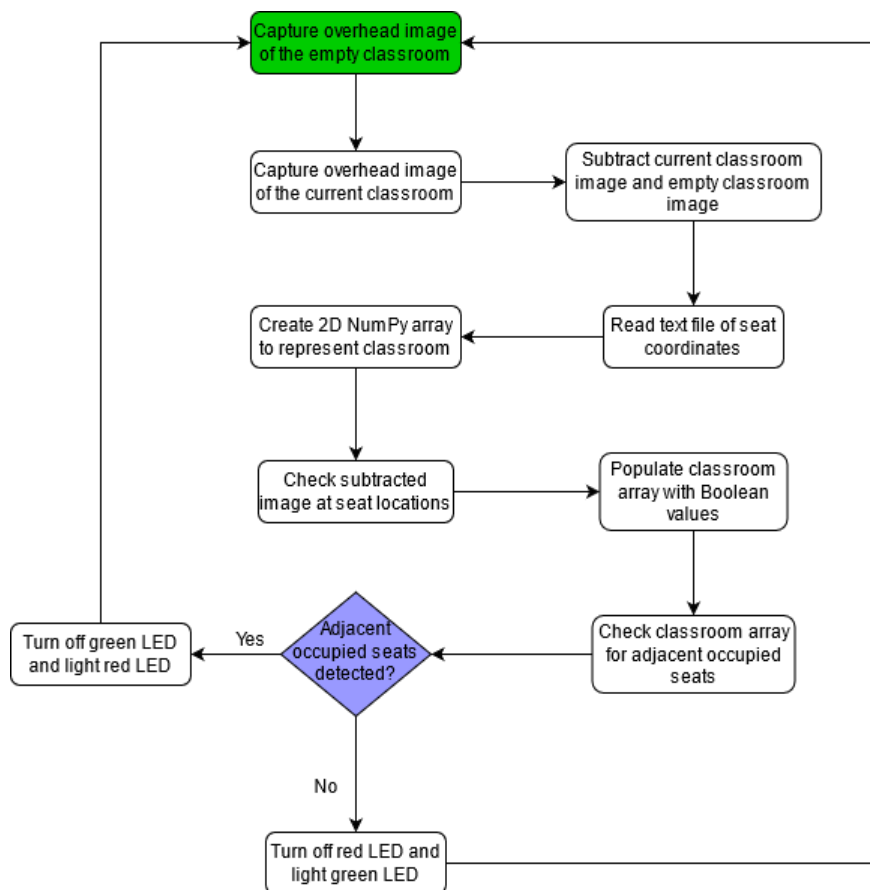 Capture overhead image
of the empty classroom
Capture overhead image
of the current classroom
Subtract current classroom
image and empty classroom
image
Create 2D NumPy array
to represent classroom
Read text file of seat
coordinates
Check subtracted
image at seat locations
Populate classroom
array with Boolean
values
Turn off green LED
and light red LED
Yes
Adjacent
occupied seats
detected?
Check classroom array
for adjacent occupied
seats
No
Turn off red LED and
light green LED